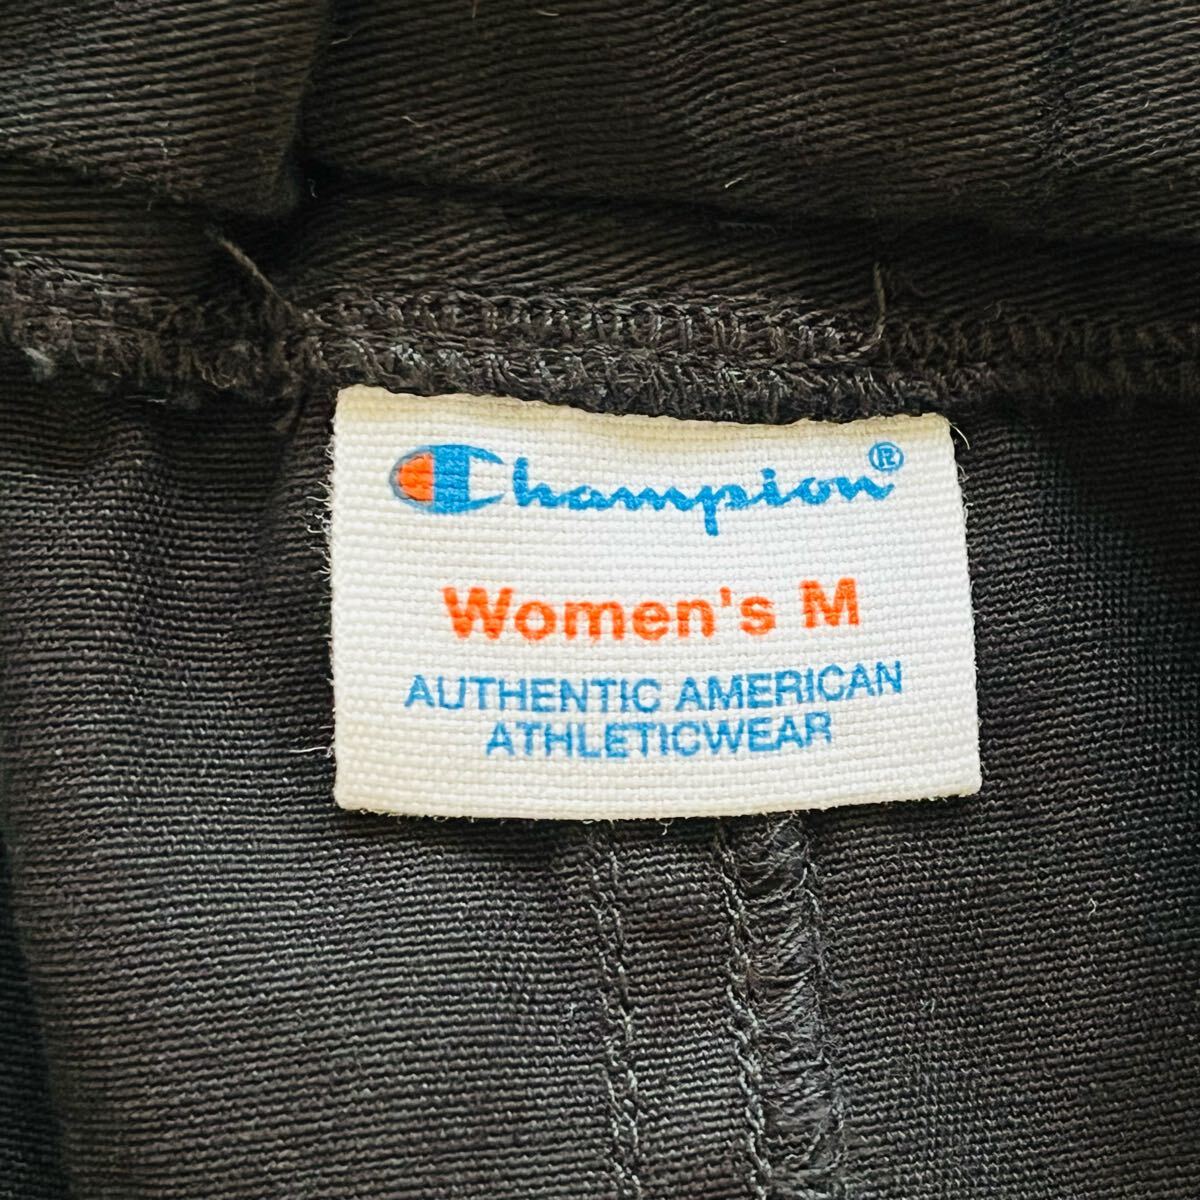 Champion®
Women's M
AUTHENTIC AMERICAN
ATHLETICWEAR